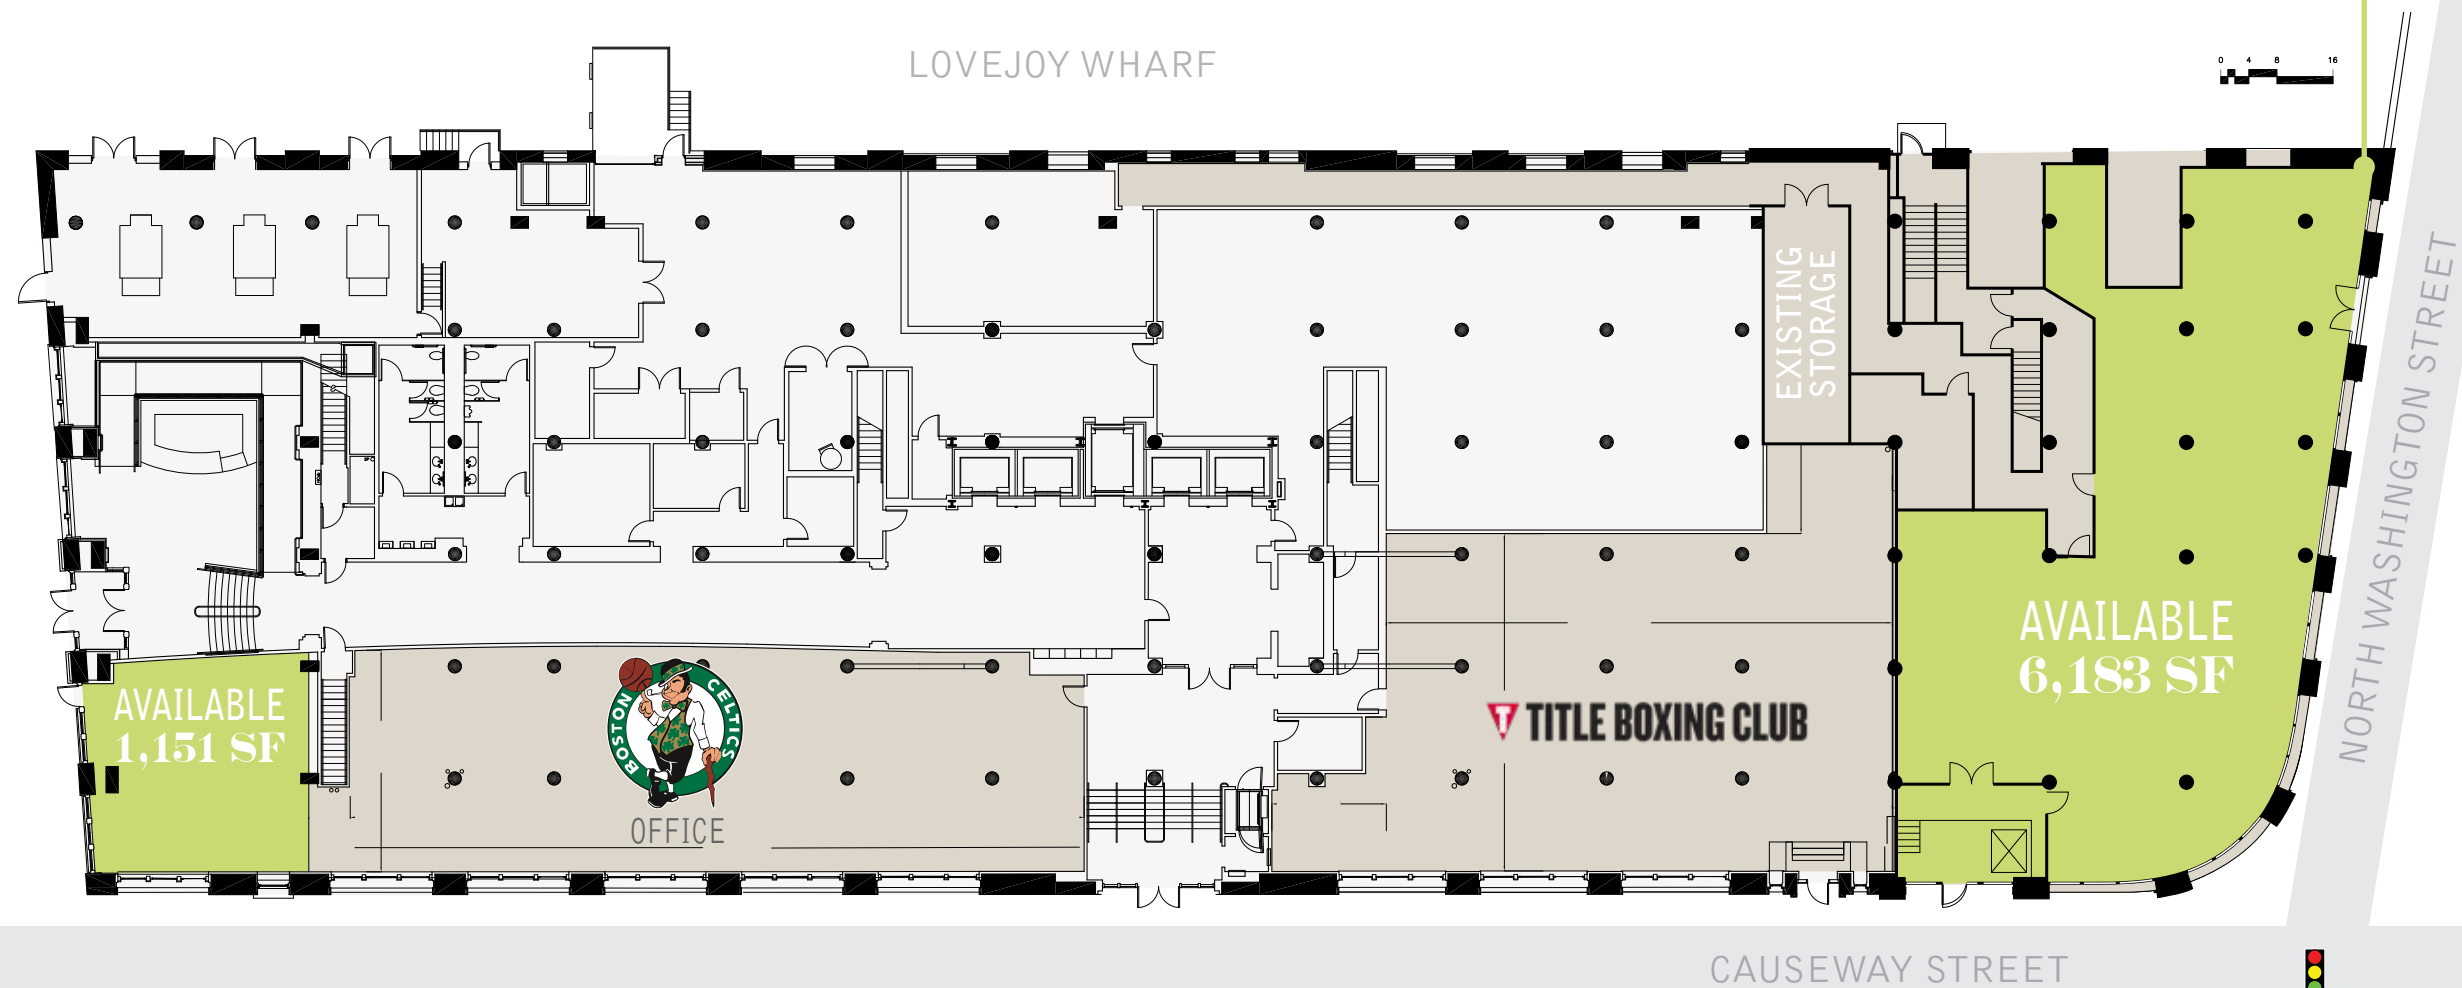 LOVEJOY WHARF
0 4 8 16
EXISTING
STORAGE
NORTH WASHINGTON STREET
AVAILABLE
6,183 SF
AVAILABLE
1,151 SF
BOSTON CELTICS
OFFICE
T TITLE BOXING CLUB
CAUSEWAY STREET